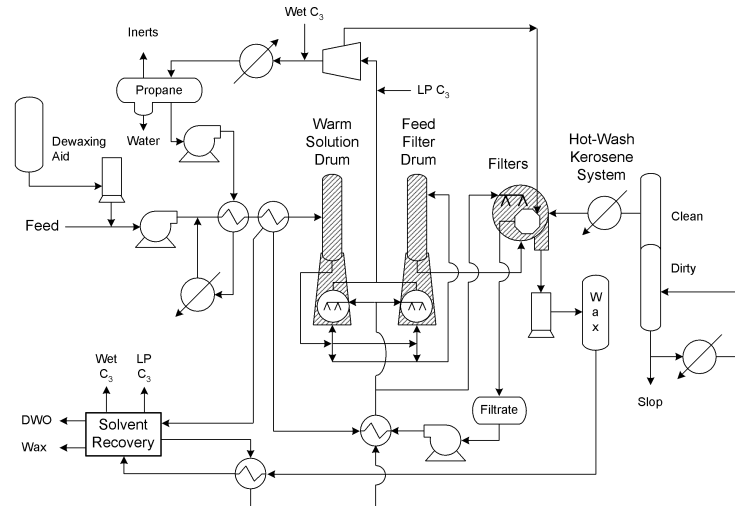 Wet C3
Inerts
Propane
LP C3
Water
Dewaxing
Aid
Warm
Solution
Drum
Feed
Filter
Drum
Filters
Hot-Wash
Kerosene
System
Feed
Clean
Dirty
W
a
x
Slop
Wet
C3
LP
C3
DWO
Wax
Solvent
Recovery
Filtrate